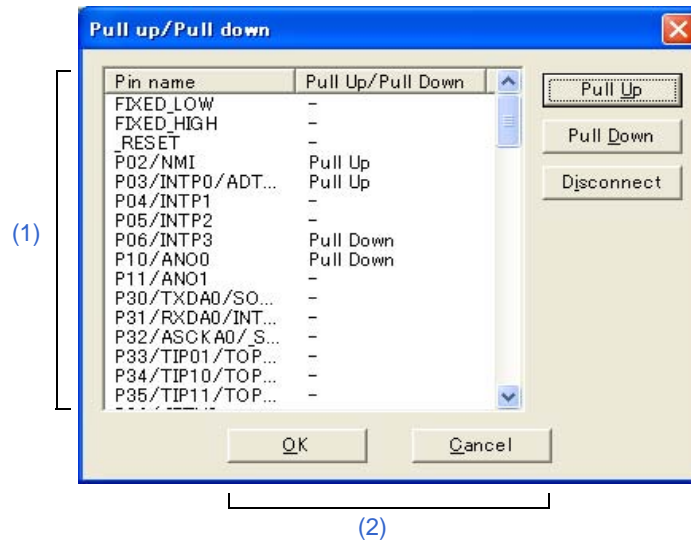 Pull up/Pull down
Pin name Pull Up/Pull Down
FIXED_LOW -
FIXED_HIGH -
_RESET -
P02/NMI Pull Up
P03/INTP0/ADT... Pull Up
P04/INTP1 -
P05/INTP2 -
P06/INTP3 Pull Down
P10/ANO0 Pull Down
P11/ANO1 -
P30/TXDA0/SO... -
P31/RXDA0/INT... -
P32/ASCKA0/_S... -
P33/TIP01/TOP... -
P34/TIP10/TOP... -
P35/TIP11/TOP... -
Pull Up
Pull Down
Disconnect
(1)
OK Cancel
(2)